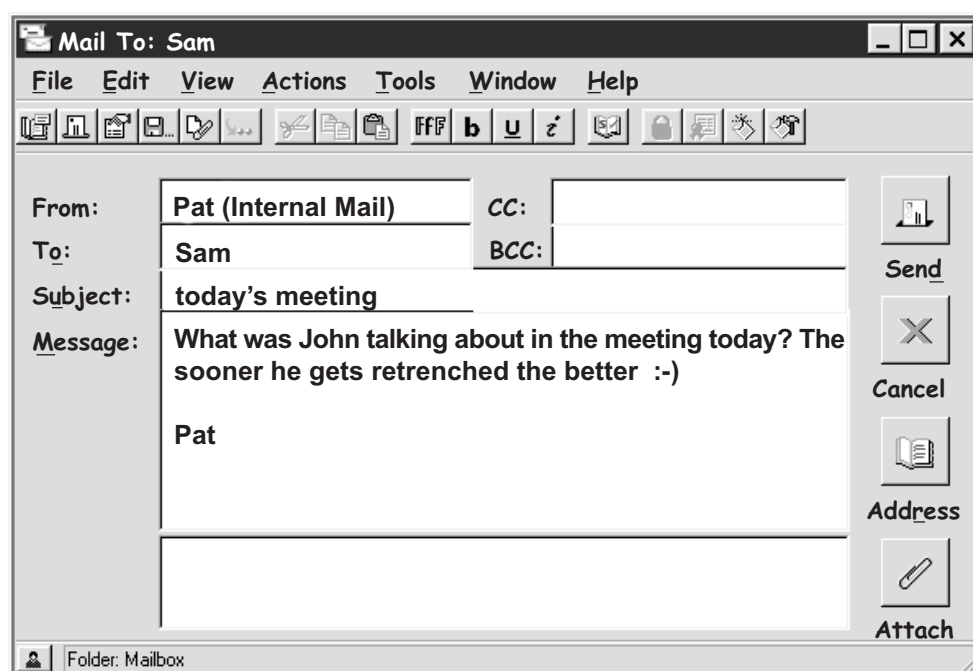 Mail To: Sam
File Edit View Actions Tools Window Help
FfF b U i
From: Pat (Internal Mail) CC:
To: Sam BCC:
Send
Subject: today's meeting
Message: What was John talking about in the meeting today? The
sooner he gets retrenched the better :-)
Cancel
Pat
Address
Attach
Folder: Mailbox